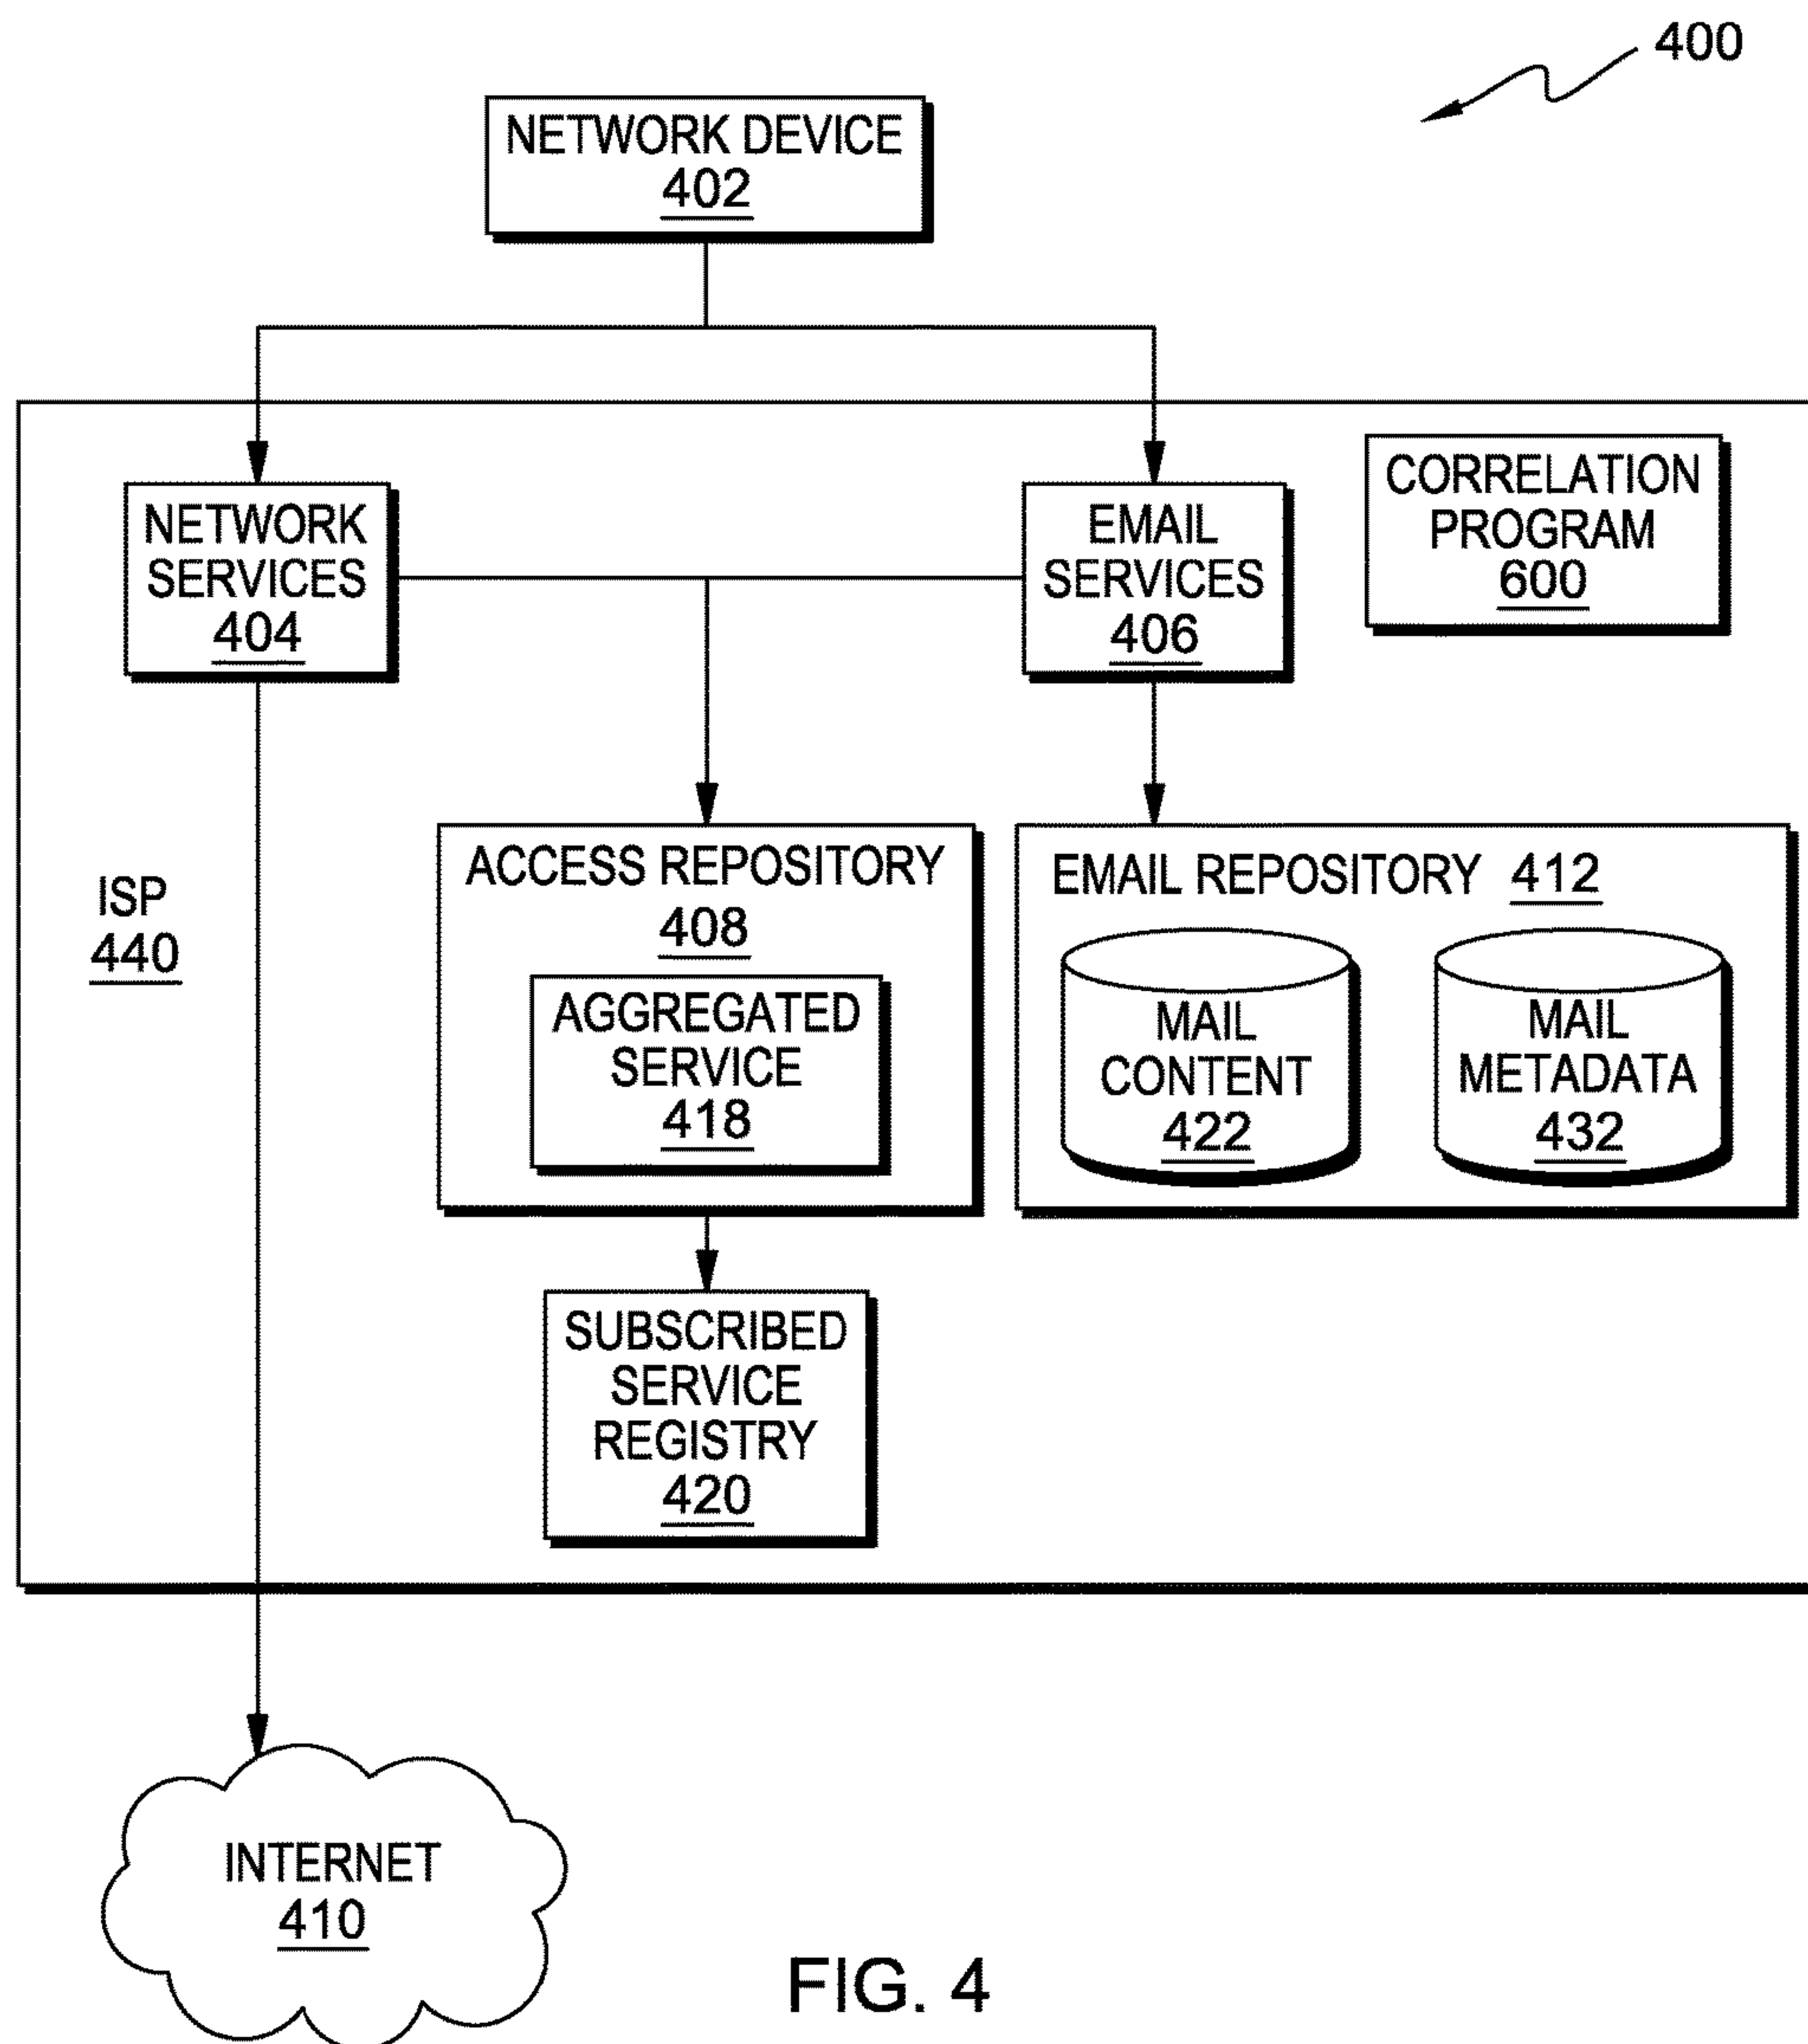 400
NETWORK DEVICE
402
NETWORK
SERVICES
404
EMAIL
SERVICES
406
CORRELATION
PROGRAM
600
ISP
440
ACCESS REPOSITORY
408
AGGREGATED
SERVICE
418
EMAIL REPOSITORY 412
MAIL
CONTENT
422
MAIL
METADATA
432
SUBSCRIBED
SERVICE
REGISTRY
420
INTERNET
410
FIG. 4